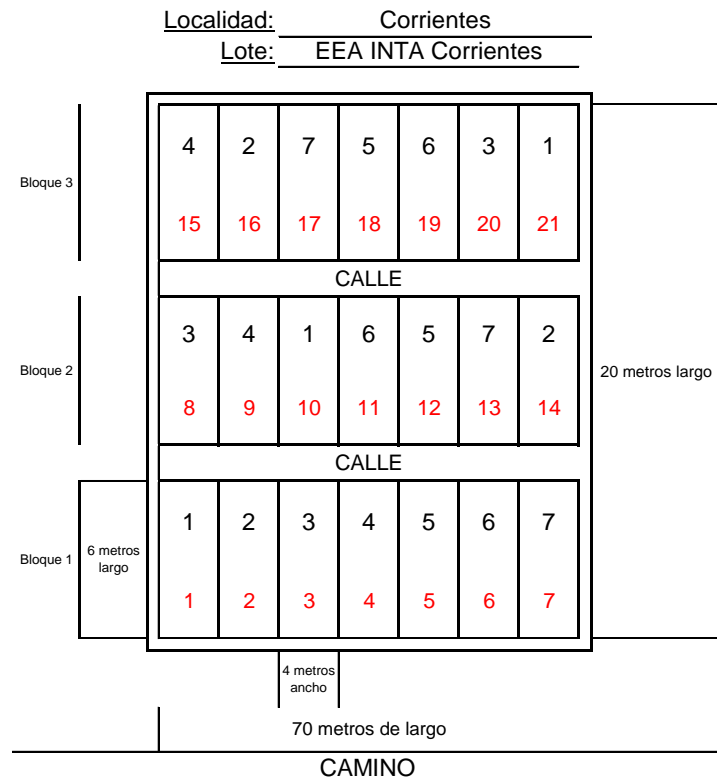 Localidad: Corrientes
Lote: EEA INTA Corrientes
4 2 7 5 6 3 1
Bloque 3
15 16 17 18 19 20 21
CALLE
3 4 1 6 5 7 2
Bloque 2
20 metros largo
8 9 10 11 12 13 14
CALLE
1 2 3 4 5 6 7
Bloque 1
6 metros
largo
1 2 3 4 5 6 7
4 metros
ancho
70 metros de largo
CAMINO